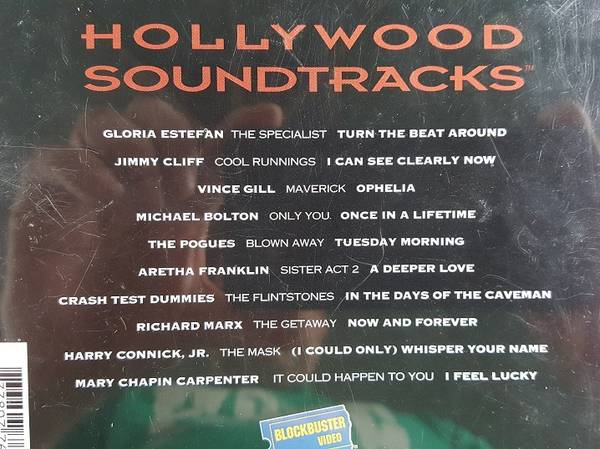 HOLLYWOOD
SOUNDTRACKS™
GLORIA ESTEFAN THE SPECIALIST TURN THE BEAT AROUND
JIMMY CLIFF COOL RUNNINGS I CAN SEE CLEARLY NOW
VINCE GILL MAVERICK OPHELIA
MICHAEL BOLTON ONLY YOU ONCE IN A LIFETIME
THE POGUES BLOWN AWAY TUESDAY MORNING
ARETHA FRANKLIN SISTER ACT 2 A DEEPER LOVE
CRASH TEST DUMMIES THE FLINTSTONES IN THE DAYS OF THE CAVEMAN
RICHARD MARX THE GETAWAY NOW AND FOREVER
HARRY CONNICK, JR. THE MASK (I COULD ONLY) WHISPER YOUR NAME
MARY CHAPIN CARPENTER IT COULD HAPPEN TO YOU I FEEL LUCKY
BLOCKBUSTER
VIDEO